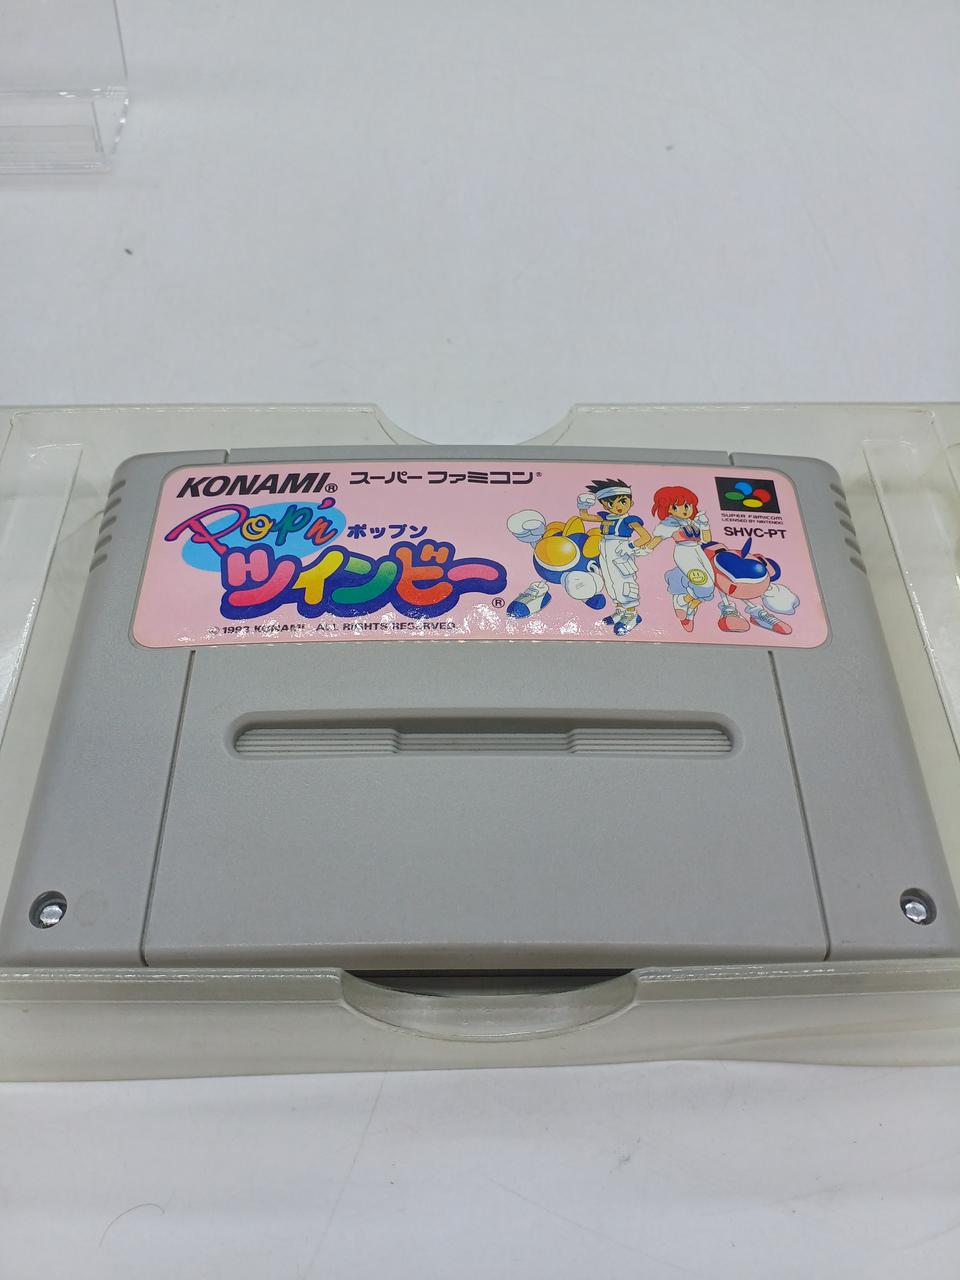 KONAMI® スーパーファミコン®
Pop'n ポップン
ツインビー®
© 1993 KONAMI ALL RIGHTS RESERVED.
SUPER FAMICOM
LICENSED BY NINTENDO
SHVC-PT